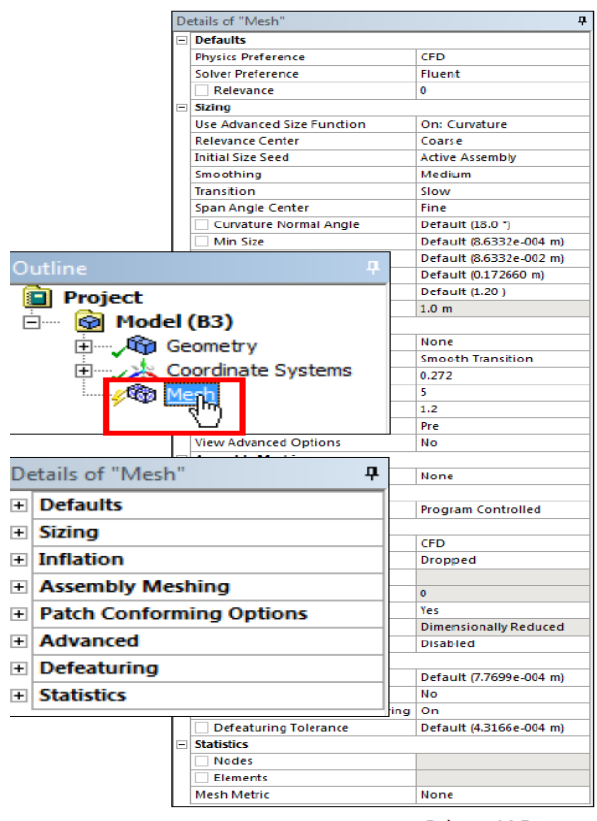 Details of "Mesh"
Defaults
Physics Preference CFD
Solver Preference Fluent
Relevance 0
Sizing
Use Advanced Size Function On: Curvature
Relevance Center Coarse
Initial Size Seed Active Assembly
Smoothing Medium
Transition Slow
Span Angle Center Fine
Curvature Normal Angle Default (18.0 °)
Min Size Default (8.6332e-004 m)
Default (8.6332e-002 m)
Default (0.172660 m)
Default (1.20 )
1.0 m
None
Smooth Transition
0.272
5
1.2
Pre
View Advanced Options No
None
Program Controlled
CFD
Dropped
0
Yes
Dimensionally Reduced
Disabled
Default (7.7699e-004 m)
No
ring On
Defeaturing Tolerance Default (4.3166e-004 m)
Statistics
Nodes
Elements
Mesh Metric None
Outline
Project
Model (B3)
Geometry
Coordinate Systems
Mesh
Details of "Mesh"
Defaults
Sizing
Inflation
Assembly Meshing
Patch Conforming Options
Advanced
Defeaturing
Statistics